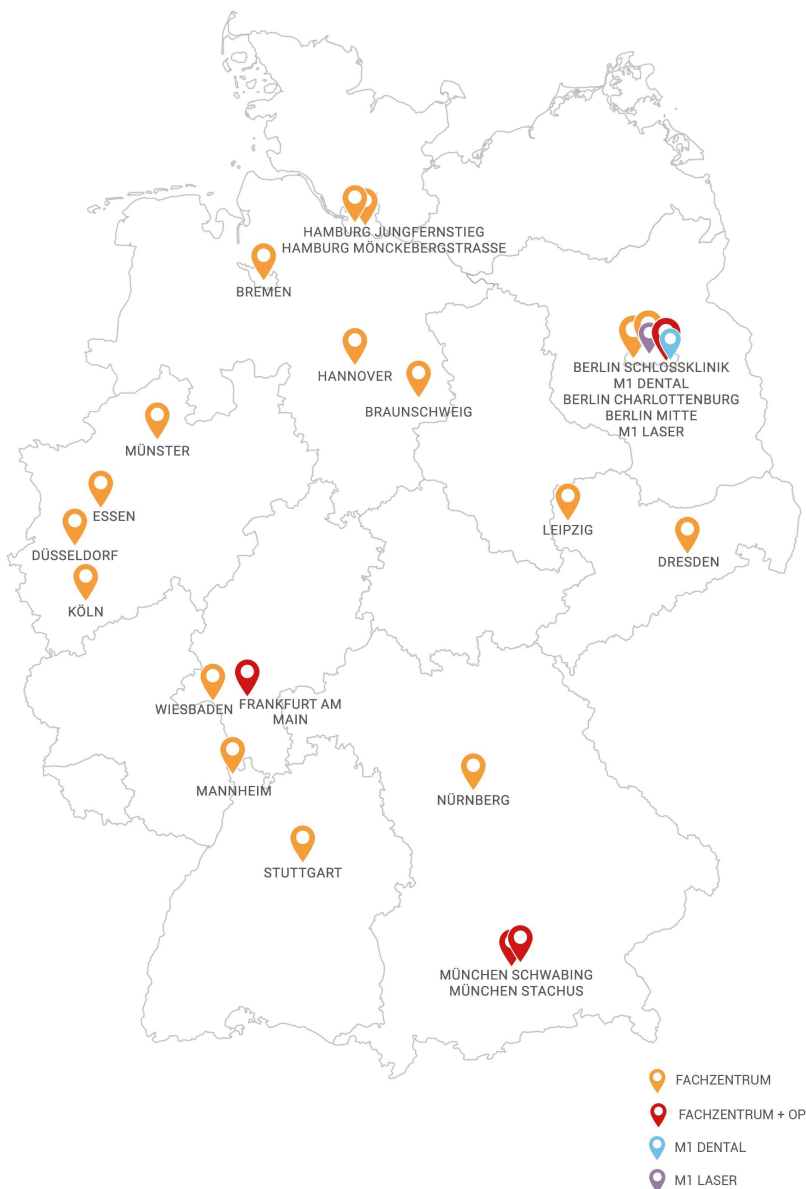 HAMBURG JUNGFERNSTIEG
HAMBURG MÖNCKEBERGSTRASSE
BREMEN
HANNOVER
BRAUNSCHWEIG
BERLIN SCHLOSSKLINIK
M1 DENTAL
BERLIN CHARLOTTENBURG
BERLIN MITTE
M1 LASER
MÜNSTER
ESSEN
DÜSSELDORF
KÖLN
LEIPZIG
DRESDEN
WIESBADEN
FRANKFURT AM
MAIN
MANNHEIM
NÜRNBERG
STUTTGART
MÜNCHEN SCHWABING
MÜNCHEN STACHUS
FACHZENTRUM
FACHZENTRUM + OP
M1 DENTAL
M1 LASER